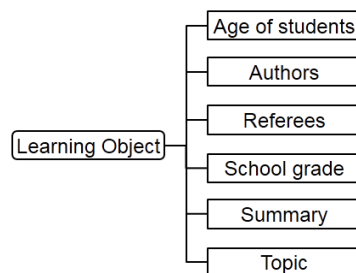 Age of students
Authors
Referees
Learning Object
School grade
Summary
Topic